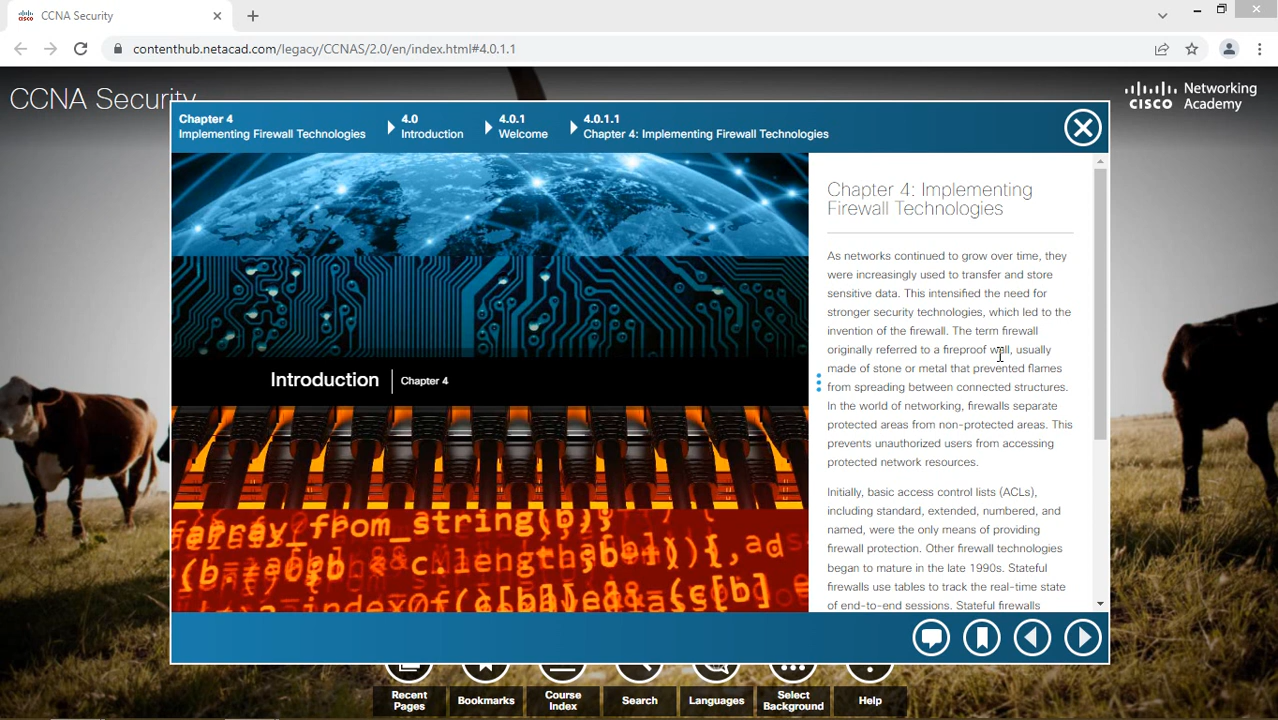 CCNA Security
contenthub.netacad.com/legacy/CCNAS/2.0/en/index.html#4.0.1.1
CCNA Security
Networking
CISCO Academy
Chapter 4
Implementing Firewall Technologies
4.0
Introduction
4.0.1
Welcome
4.0.1.1
Chapter 4: Implementing Firewall Technologies
Introduction
Chapter 4
Chapter 4: Implementing
Firewall Technologies
As networks continued to grow over time, they
were increasingly used to transfer and store
sensitive data. This intensified the need for
stronger security technologies, which led to the
invention of the firewall. The term firewall
originally referred to a fireproof wall, usually
made of stone or metal that prevented flames
from spreading between connected structures.
In the world of networking, firewalls separate
protected areas from non-protected areas. This
prevents unauthorized users from accessing
protected network resources.
Initially, basic access control lists (ACLs),
including standard, extended, numbered, and
named, were the only means of providing
firewall protection. Other firewall technologies
began to mature in the late 1990s. Stateful
firewalls use tables to track the real-time state
of end-to-end sessions. Stateful firewalls
Recent
Pages
Bookmarks
Course
Index
Search
Languages
Select
Background
Help